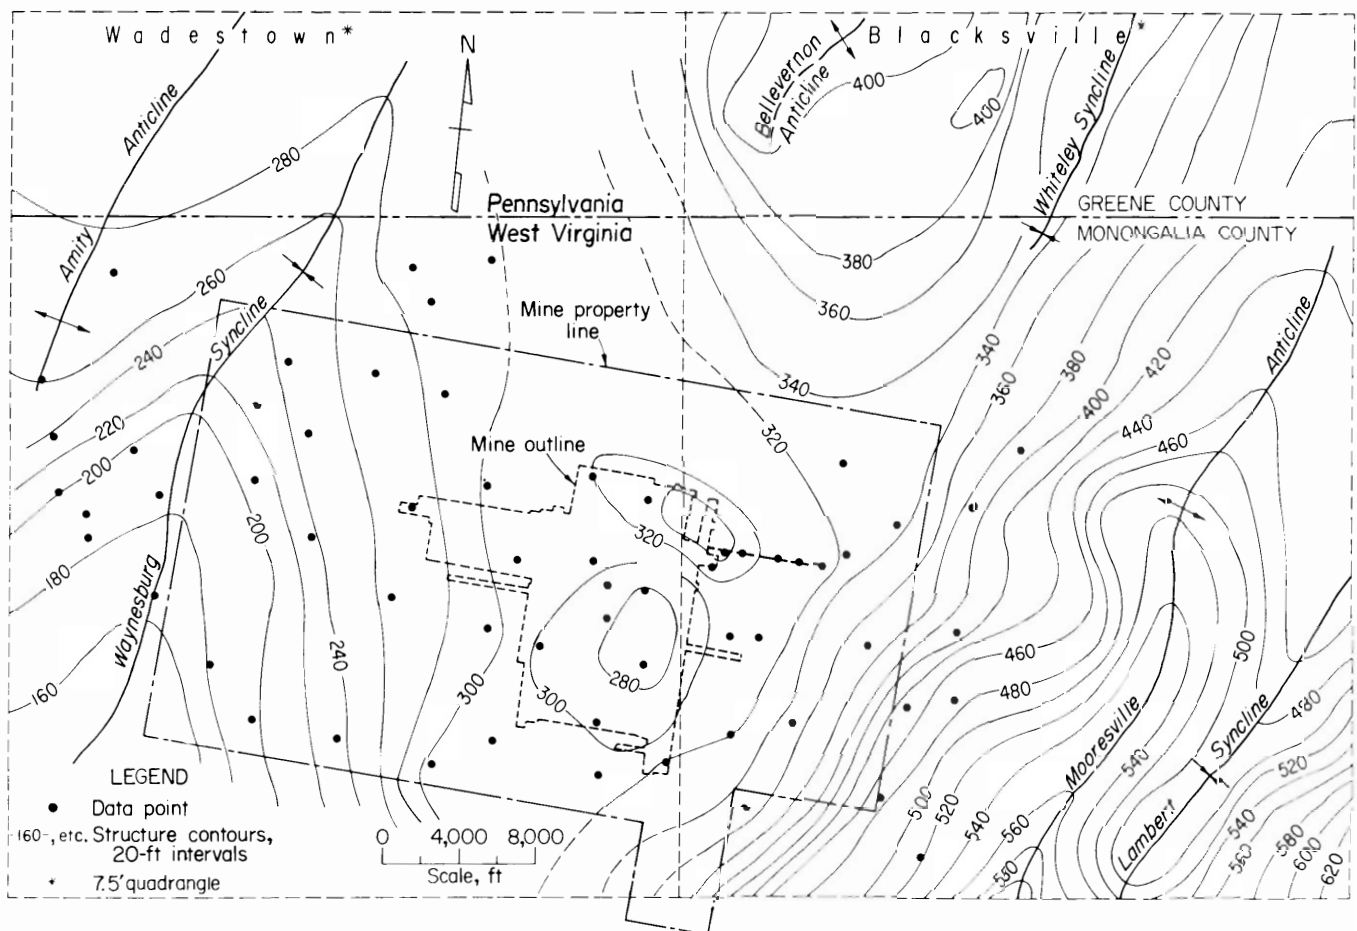 Wadestown*
Blacksville*
N
Bellevernon
Anticline
Anticline
400
400
Whiteley Syncline
280
Pennsylvania
West Virginia
GREENE COUNTY
MONONGALIA COUNTY
Amity
380
260
Syncline
Mine property
line
360
Anticline
240
340
340
360
380
420
400
220
200
Mine outline
320
440
460
200
320
180
Waynesburg
240
460
500
160
300
300
280
480
480
Mooresville
Syncline
540
520
LEGEND
Data point
160-, etc. Structure contours,
20-ft intervals
7.5' quadrangle
0 4,000 8,000
Scale, ft
500
520
540
560
Lambert
540
560
580
600
620